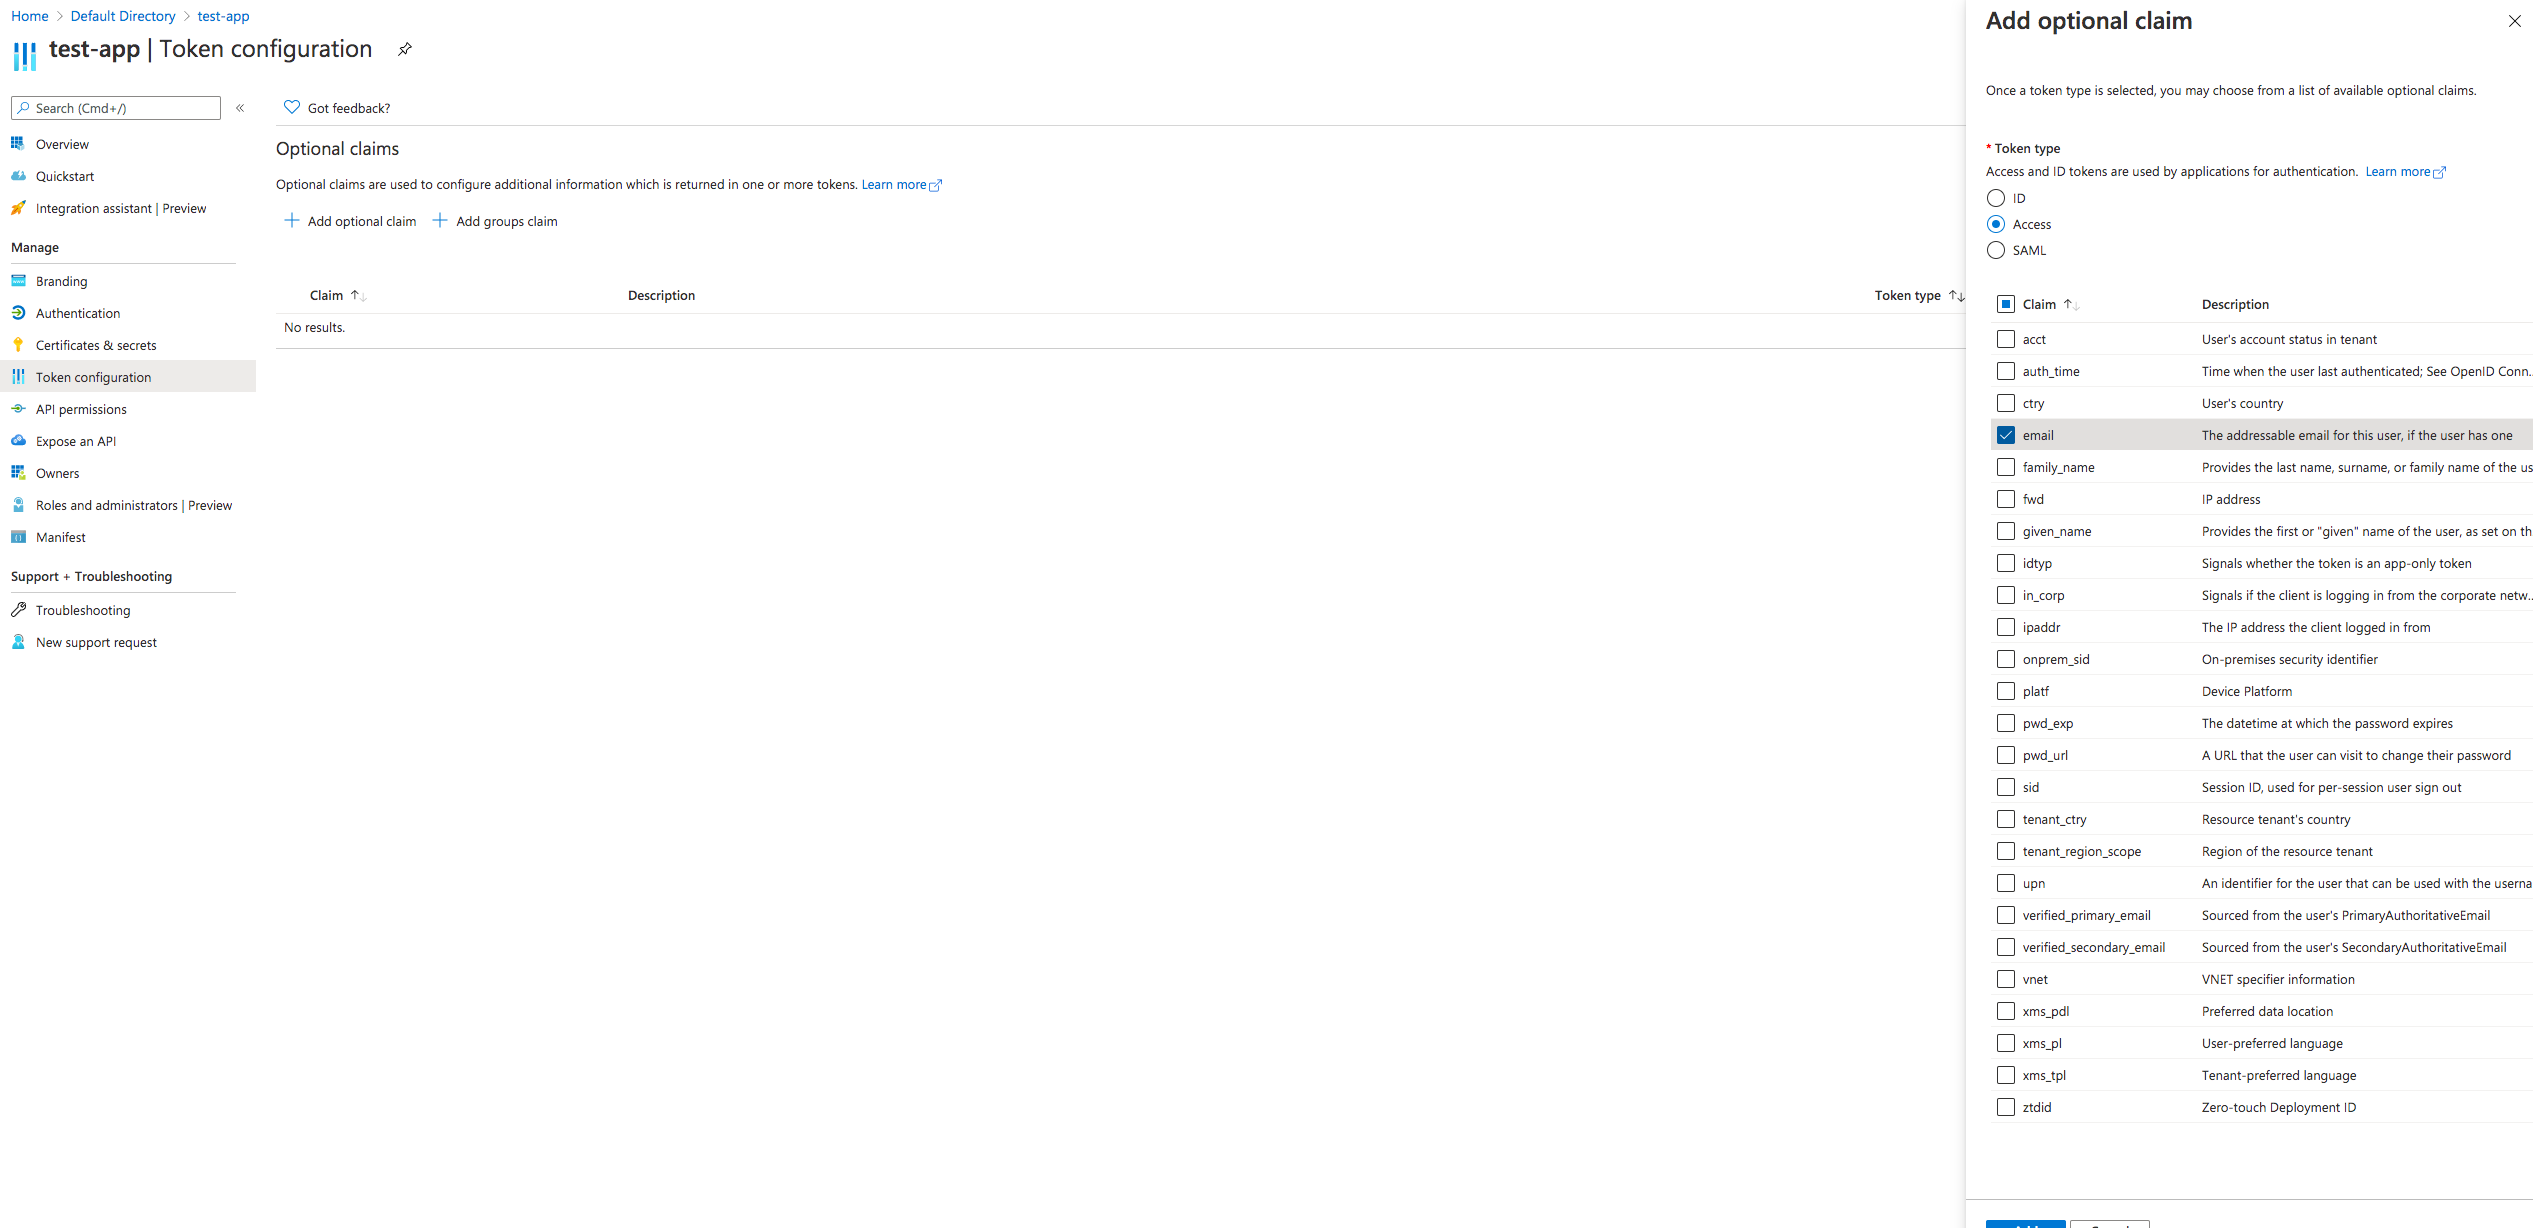 Home > Default Directory > test-app
test-app | Token configuration
Search (Cmd+/)
«
Overview
Quickstart
Integration assistant | Preview
Manage
Branding
Authentication
Certificates & secrets
Token configuration
API permissions
Expose an API
Owners
Roles and administrators | Preview
Manifest
Support + Troubleshooting
Troubleshooting
New support request
Got feedback?
Optional claims
Optional claims are used to configure additional information which is returned in one or more tokens. Learn more
Add optional claim Add groups claim
Claim Description Token type
No results.
Add optional claim
Once a token type is selected, you may choose from a list of available optional claims.
* Token type
Access and ID tokens are used by applications for authentication. Learn more
ID
Access
SAML
Claim Description
acct User's account status in tenant
auth_time Time when the user last authenticated; See OpenID Conn..
ctry User's country
email The addressable email for this user, if the user has one
family_name Provides the last name, surname, or family name of the us
fwd IP address
given_name Provides the first or "given" name of the user, as set on th
idtyp Signals whether the token is an app-only token
in_corp Signals if the client is logging in from the corporate netw..
ipaddr The IP address the client logged in from
onprem_sid On-premises security identifier
platf Device Platform
pwd_exp The datetime at which the password expires
pwd_url A URL that the user can visit to change their password
sid Session ID, used for per-session user sign out
tenant_ctry Resource tenant's country
tenant_region_scope Region of the resource tenant
upn An identifier for the user that can be used with the userna
verified_primary_email Sourced from the user's PrimaryAuthoritativeEmail
verified_secondary_email Sourced from the user's SecondaryAuthoritativeEmail
vnet VNET specifier information
xms_pdl Preferred data location
xms_pl User-preferred language
xms_tpl Tenant-preferred language
ztdid Zero-touch Deployment ID